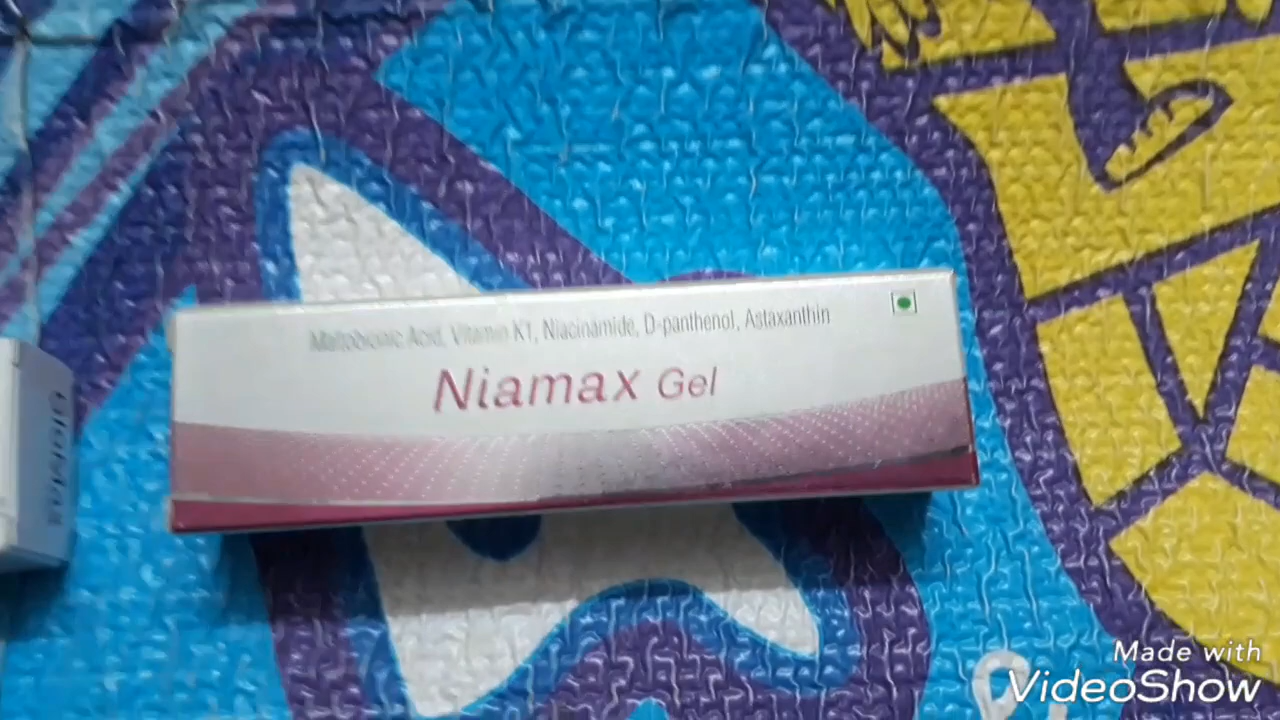 Maltobionic Acid, Vitamin K1, Niacinamide, D-panthenol, Astaxanthin
Niamax Gel
Made with
VideoShow